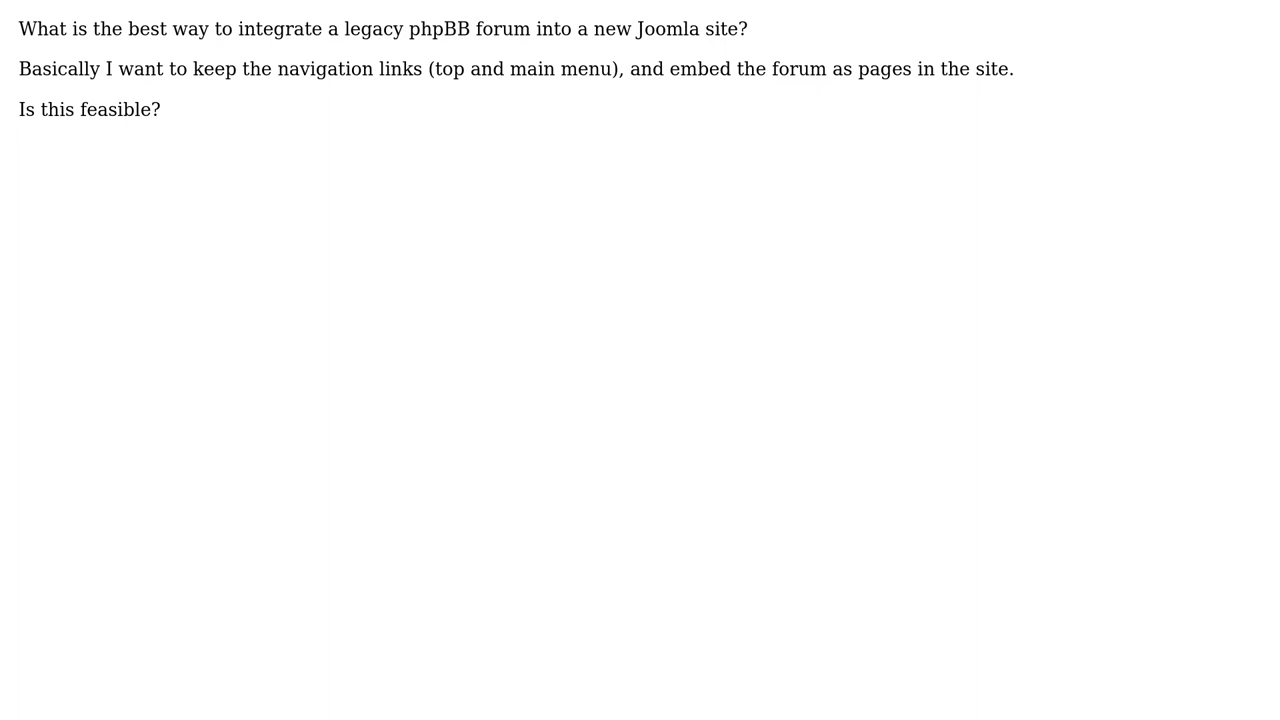 What is the best way to integrate a legacy phpBB forum into a new Joomla site?
Basically I want to keep the navigation links (top and main menu), and embed the forum as pages in the site.
Is this feasible?